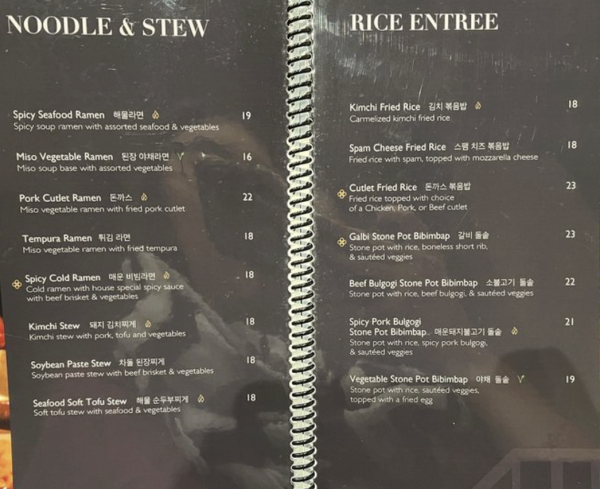 NOODLE & STEW
Spicy Seafood Ramen 해물라면 19
Spicy soup ramen with assorted seafood & vegetables
Miso Vegetable Ramen 된장 야채라면 V 16
Miso soup base with assorted vegetables
Pork Cutlet Ramen 돈까스 22
Miso vegetable ramen with fried pork cutlet
Tempura Ramen 튀김 라면 18
Miso vegetable ramen with fried tempura
Spicy Cold Ramen 매운 비빔라면 18
Cold ramen with house special spicy sauce
with beef brisket & vegetables
Kimchi Stew 돼지 김치찌게 18
Kimchi stew with pork, tofu and vegetables
Soybean Paste Stew 차돌 된장찌게 18
Soybean paste stew with beef brisket & vegetables
Seafood Soft Tofu Stew 해물 순두부찌게 18
Soft tofu stew with seafood & vegetables
RICE ENTREE
Kimchi Fried Rice 김치 볶음밥 18
Carmelized kimchi fried rice
Spam Cheese Fried Rice 스팸 치즈 볶음밥 18
Fried rice with spam, topped with mozzarella cheese
Cutlet Fried Rice 돈까스 볶음밥 23
Fried rice topped with choice
of a Chicken, Pork, or Beef cutlet
Galbi Stone Pot Bibimbap 갈비 돌솥 23
Stone pot with rice, boneless short rib,
& sautéed veggies
Beef Bulgogi Stone Pot Bibimbap 소불고기 돌솥 22
Stone pot with rice, beef bulgogi, & sautéed veggies
Spicy Pork Bulgogi 21
Stone Pot Bibimbap. 매운돼지불고기 돌솥
Stone pot with rice, spicy pork bulgogi,
& sautéed veggies
Vegetable Stone Pot Bibimbap 야채 돌솥 V 19
Stone pot with rice, sautéed veggies,
topped with a fried egg